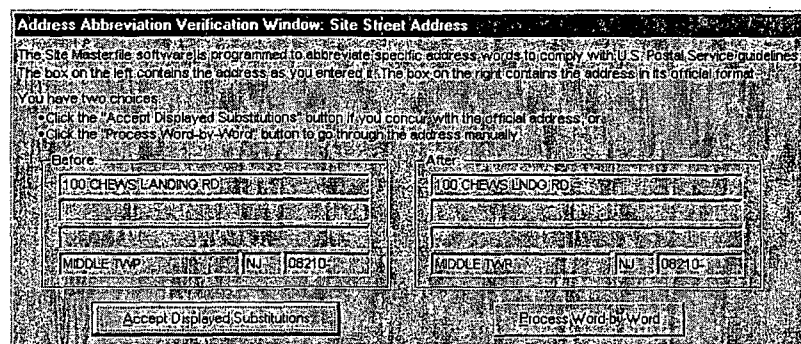 Address Abbreviation Verification Window: Site Street Address
The Site Masterfile software is programmed to abbreviate specific address words to comply with U.S. Postal Service guidelines.
The box on the left contains the address as you entered it. The box on the right contains the address in its official format.
You have two choices:
Click the "Accept Displayed Substitutions" button if you concur with the official address, or
Click the "Process Word-by-Word" button to go through the address manually.
Before:
100 CHEWS LANDING RD
MIDDLE TWP NJ 08210-
After:
100 CHEWS LNDG RD
MIDDLE TWP NJ 08210-
Accept Displayed Substitutions
Process Word-by-Word